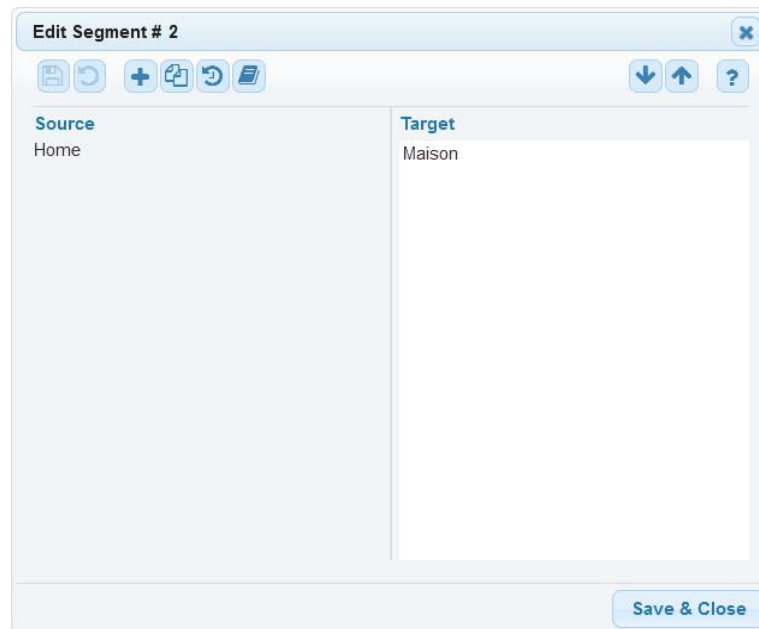 Edit Segment # 2
?
Source
Target
Home
Maison
Save & Close